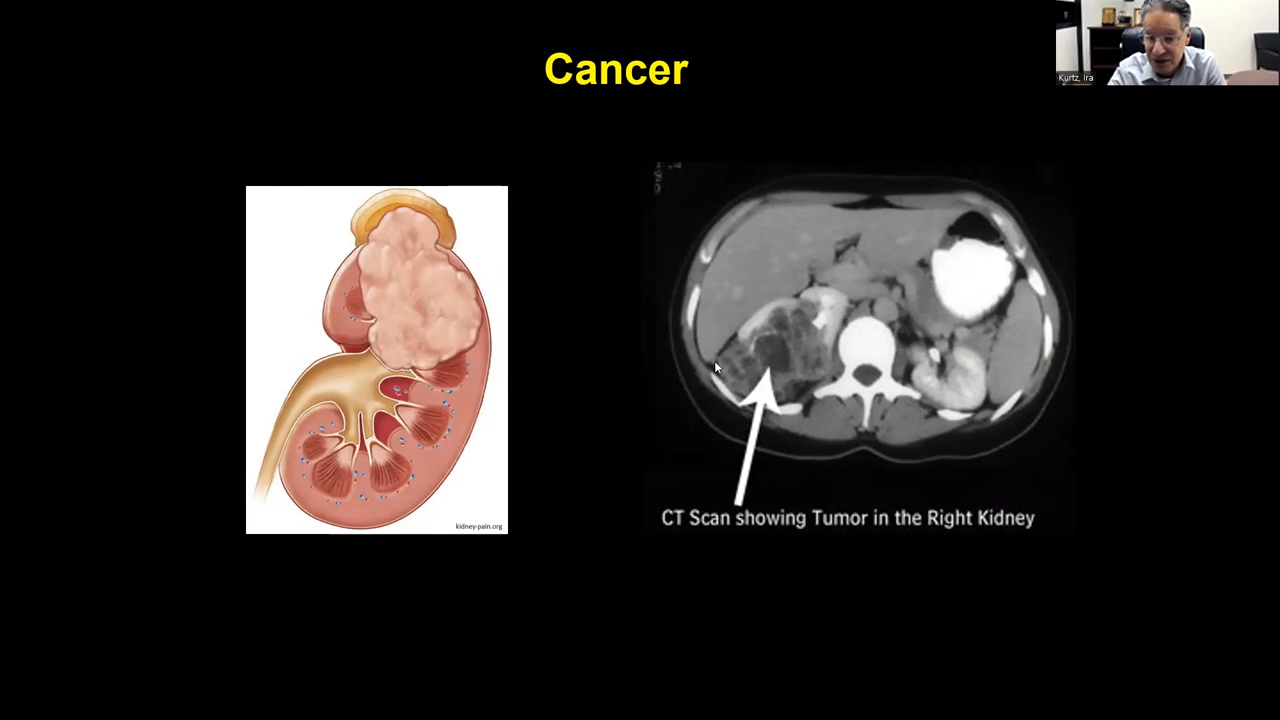 Cancer
Kurtz, Ira
kidney-pain.org
CT Scan showing Tumor in the Right Kidney